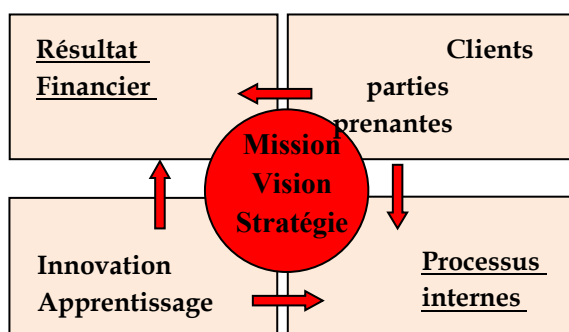 Résultat
Financier
Clients
parties
prenantes
Mission
Vision
Stratégie
Innovation
Apprentissage
Processus
internes